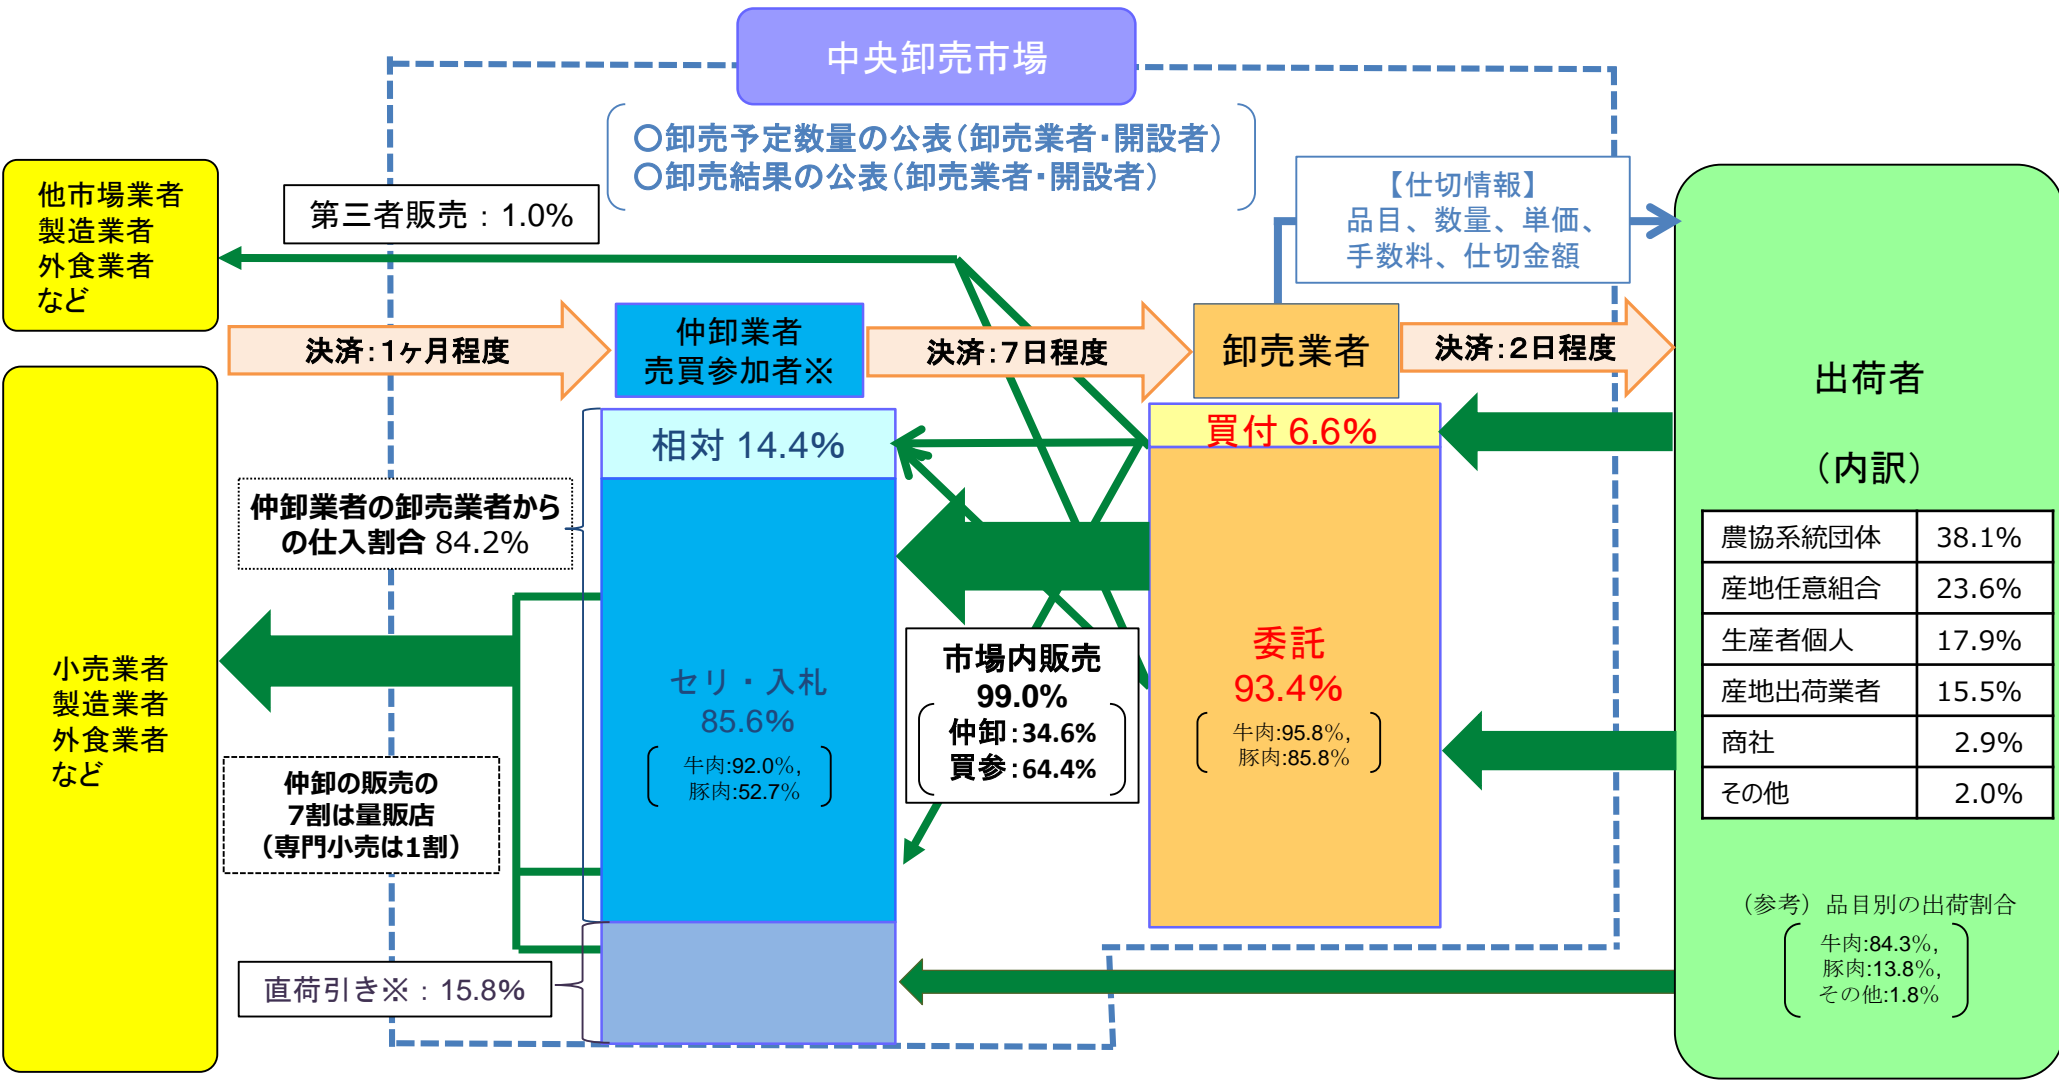 中央卸売市場
○卸売予定数量の公表(卸売業者・開設者)
○卸売結果の公表(卸売業者・開設者)
他市場業者
製造業者
外食業者
など
第三者販売：1.0%
【仕切情報】
品目、数量、単価、
手数料、仕切金額
決済：1ヶ月程度
仲卸業者
売買参加者※
決済：7日程度
卸売業者
決済：2日程度
出荷者
（内訳）
農協系統団体 38.1%
産地任意組合 23.6%
生産者個人 17.9%
産地出荷業者 15.5%
商社 2.9%
その他 2.0%
（参考）品目別の出荷割合
牛肉:84.3%,
豚肉:13.8%,
その他:1.8%
相対 14.4%
買付 6.6%
仲卸業者の卸売業者から
の仕入割合 84.2%
セリ・入札
85.6%
牛肉:92.0%,
豚肉:52.7%
市場内販売
99.0%
仲卸：34.6%
買参：64.4%
委託
93.4%
牛肉:95.8%,
豚肉:85.8%
小売業者
製造業者
外食業者
など
仲卸の販売の
7割は量販店
（専門小売は1割）
直荷引き※：15.8%